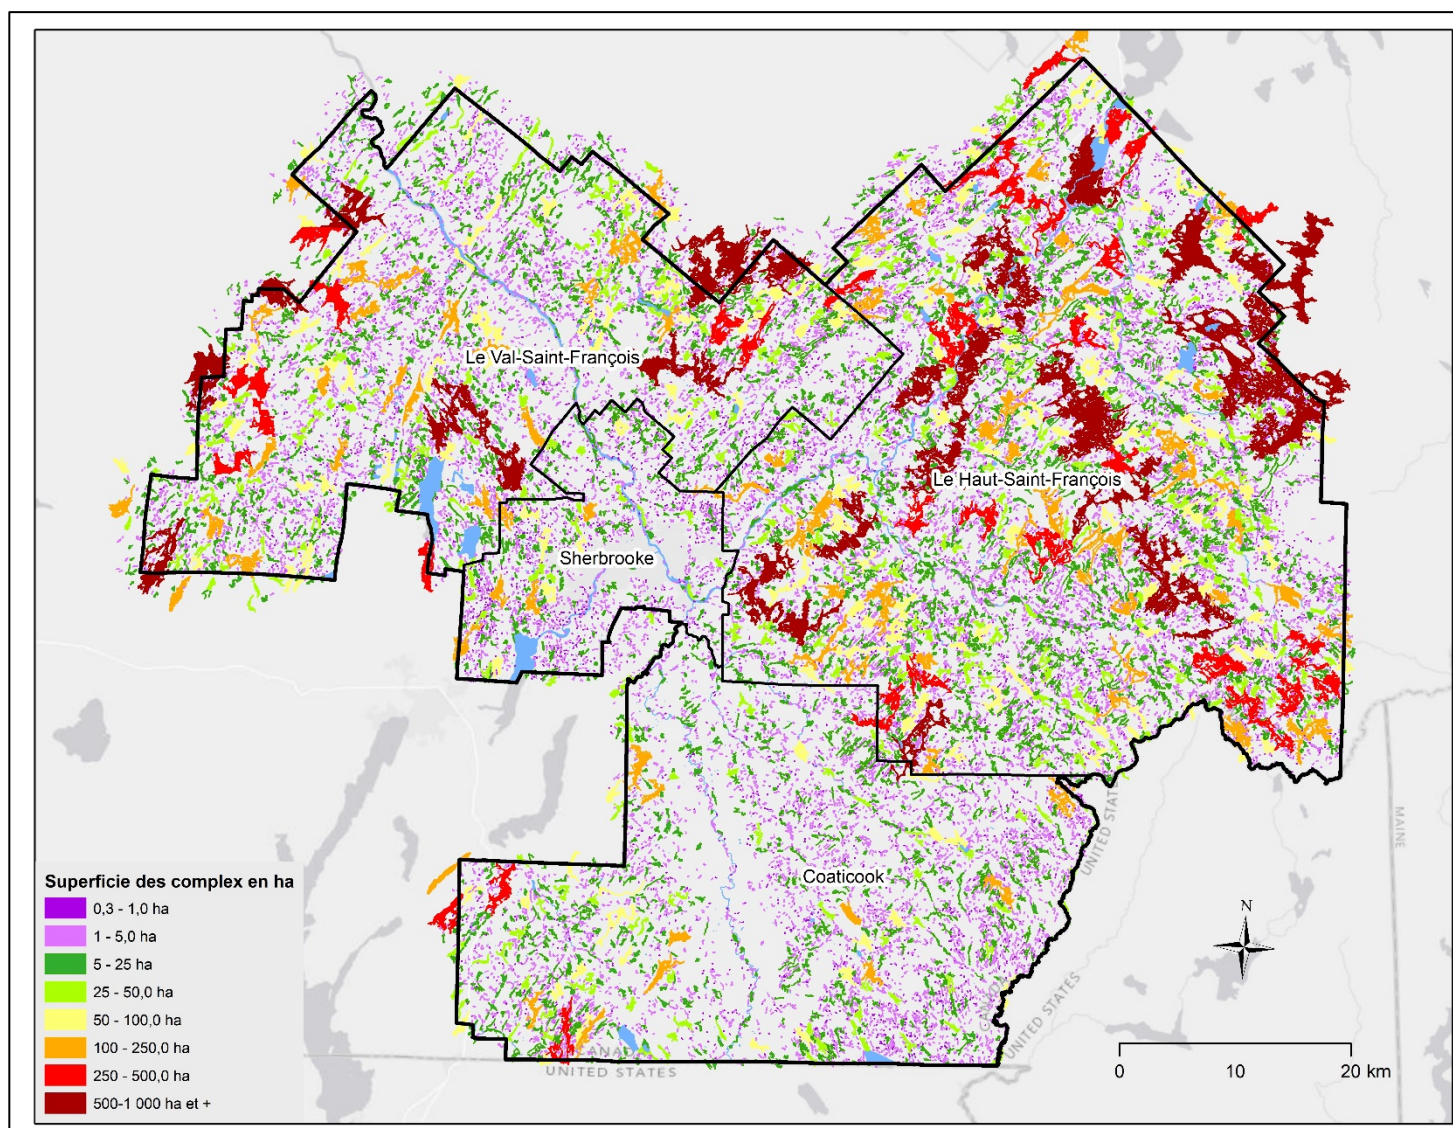 Le Val-Saint-François
Le Haut-Saint-François
Sherbrooke
Coaticook
MAINE
UNITED STATE
UNITED STATES
CANADA
UNITED STATES
N
0 10 20 km
Superficie des complex en ha
0,3 - 1,0 ha
1 - 5,0 ha
5 - 25 ha
25 - 50,0 ha
50 - 100,0 ha
100 - 250,0 ha
250 - 500,0 ha
500-1 000 ha et +